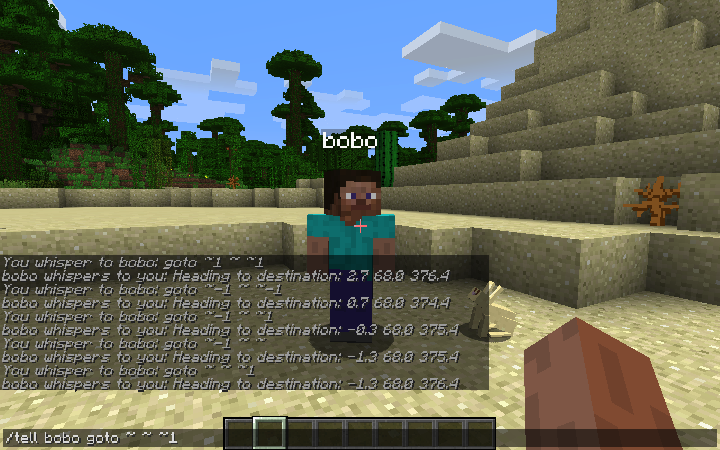 bobo
You whisper to bobo: goto ~1 ~ ~1
bobo whispers to you: Heading to destination: 2.7 68.0 376.4
You whisper to bobo: goto ~-1 ~ ~-1
bobo whispers to you: Heading to destination: 0.7 68.0 374.4
You whisper to bobo: goto ~ ~ ~1
bobo whispers to you: Heading to destination: -0.3 68.0 375.4
You whisper to bobo: goto ~-1 ~ ~
bobo whispers to you: Heading to destination: -1.3 68.0 375.4
You whisper to bobo: goto ~ ~ ~1
bobo whispers to you: Heading to destination: -1.3 68.0 376.4
/tell bobo goto ~ ~ ~1